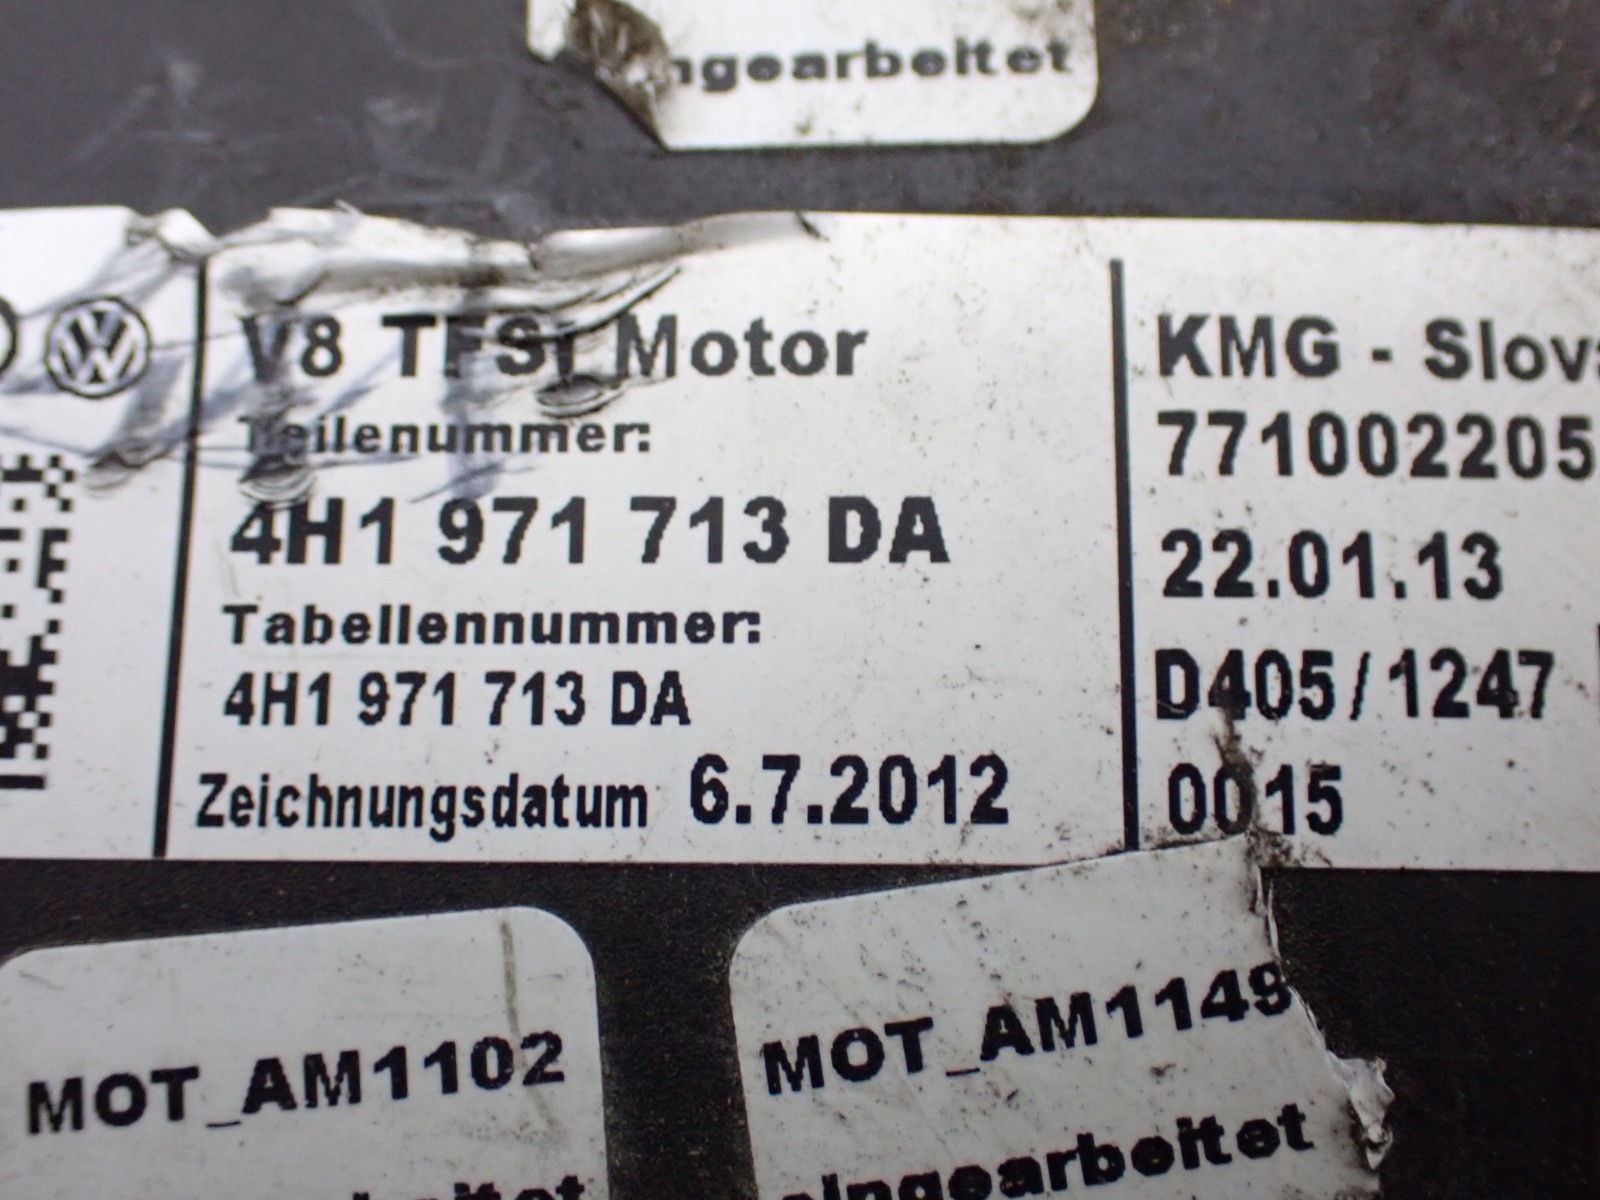 V8 TFSI Motor
Teilenummer:
4H1 971 713 DA
Tabellennummer:
4H1 971 713 DA
Zeichnungsdatum 6.7.2012
KMG - Slov
771002205
22.01.13
D405/1247
0015
MOT_AM1102
MOT_AM1149
eingearbeitet